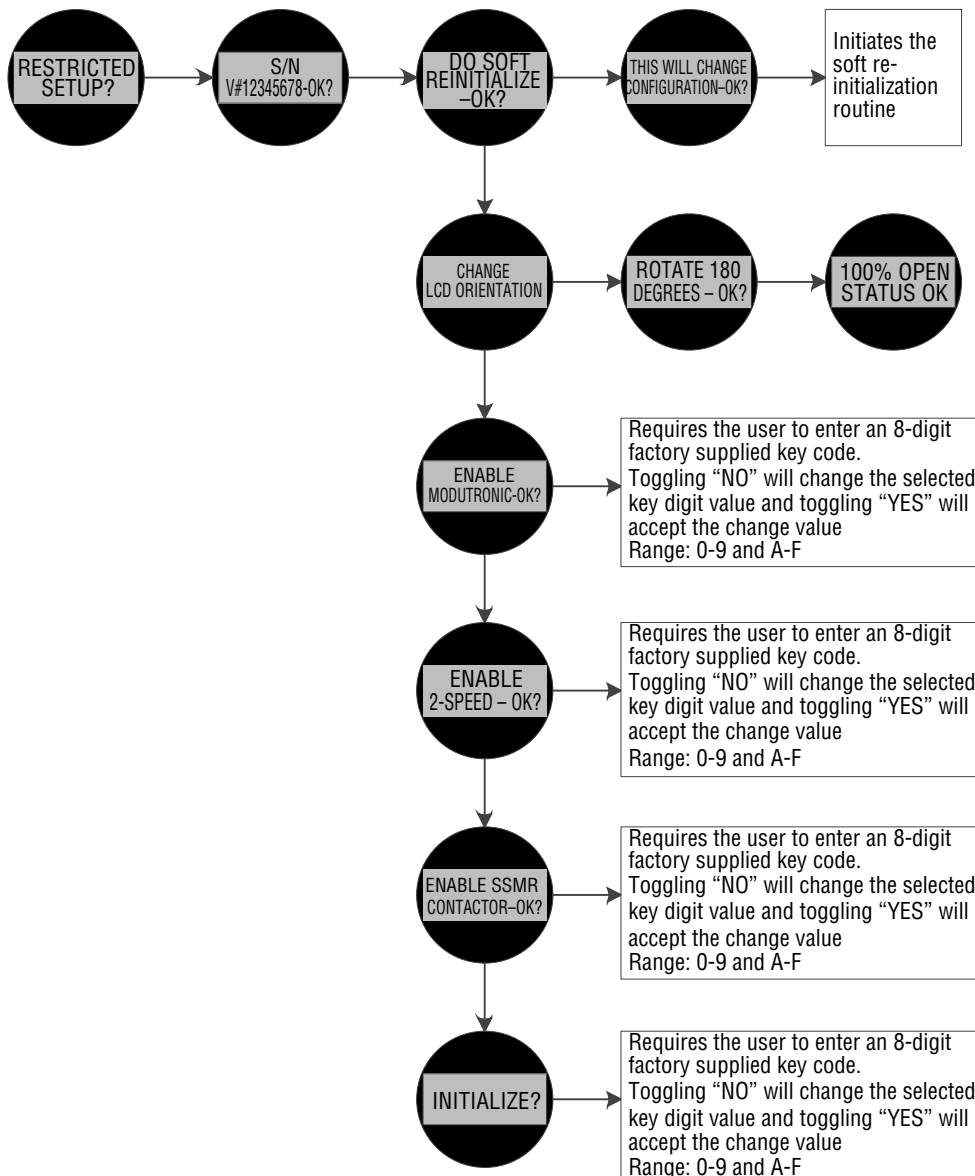 RESTRICTED
SETUP?
S/N
V#12345678-OK?
DO SOFT
REINITIALIZE
–OK?
THIS WILL CHANGE
CONFIGURATION–OK?
Initiates the
soft re-
initialization
routine
CHANGE
LCD ORIENTATION
ROTATE 180
DEGREES – OK?
100% OPEN
STATUS OK
ENABLE
MODUTRONIC-OK?
Requires the user to enter an 8-digit
factory supplied key code.
Toggling “NO” will change the selected
key digit value and toggling “YES” will
accept the change value
Range: 0-9 and A-F
ENABLE
2-SPEED – OK?
Requires the user to enter an 8-digit
factory supplied key code.
Toggling “NO” will change the selected
key digit value and toggling “YES” will
accept the change value
Range: 0-9 and A-F
ENABLE SSMR
CONTACTOR–OK?
Requires the user to enter an 8-digit
factory supplied key code.
Toggling “NO” will change the selected
key digit value and toggling “YES” will
accept the change value
Range: 0-9 and A-F
INITIALIZE?
Requires the user to enter an 8-digit
factory supplied key code.
Toggling “NO” will change the selected
key digit value and toggling “YES” will
accept the change value
Range: 0-9 and A-F